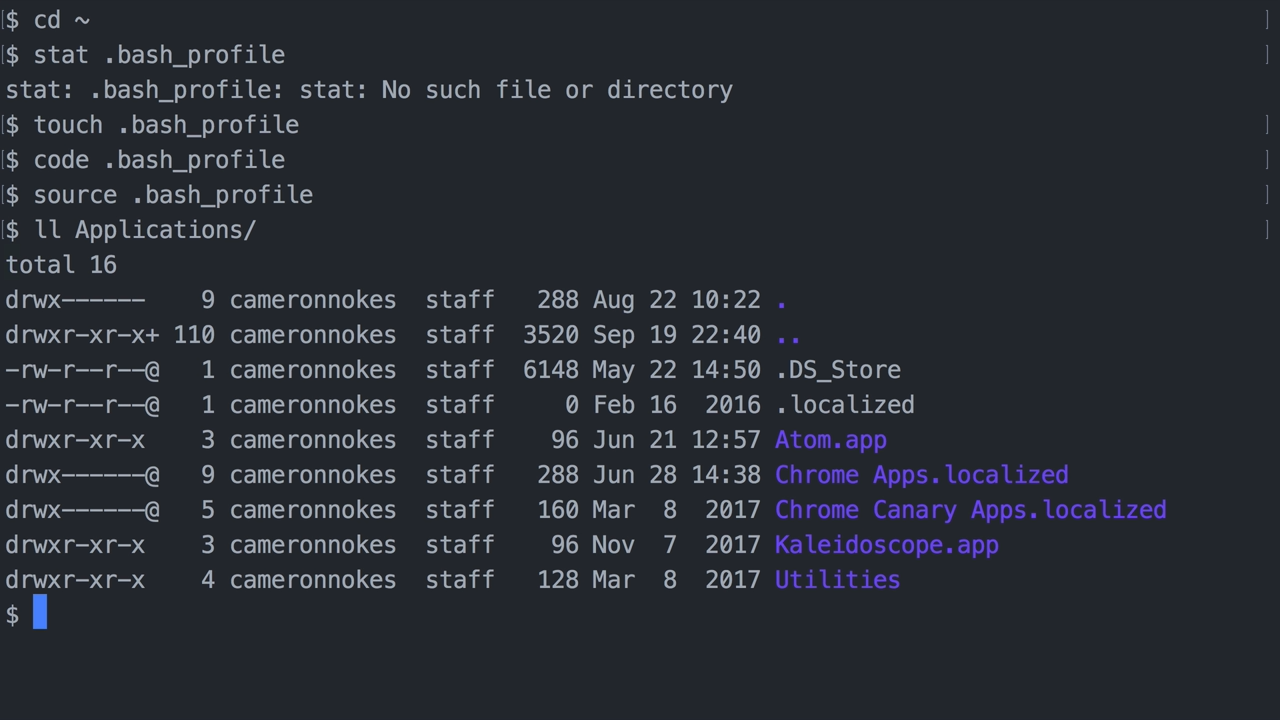 [$ cd ~ ]
[$ stat .bash_profile ]
stat: .bash_profile: stat: No such file or directory
[$ touch .bash_profile ]
[$ code .bash_profile ]
[$ source .bash_profile ]
[$ ll Applications/ ]
total 16
drwx------    9 cameronnokes  staff   288 Aug 22 10:22 .
drwxr-xr-x+ 110 cameronnokes  staff  3520 Sep 19 22:40 ..
-rw-r--r--@   1 cameronnokes  staff  6148 May 22 14:50 .DS_Store
-rw-r--r--@   1 cameronnokes  staff     0 Feb 16  2016 .localized
drwxr-xr-x    3 cameronnokes  staff    96 Jun 21 12:57 Atom.app
drwx------@   9 cameronnokes  staff   288 Jun 28 14:38 Chrome Apps.localized
drwx------@   5 cameronnokes  staff   160 Mar  8  2017 Chrome Canary Apps.localized
drwxr-xr-x    3 cameronnokes  staff    96 Nov  7  2017 Kaleidoscope.app
drwxr-xr-x    4 cameronnokes  staff   128 Mar  8  2017 Utilities
$